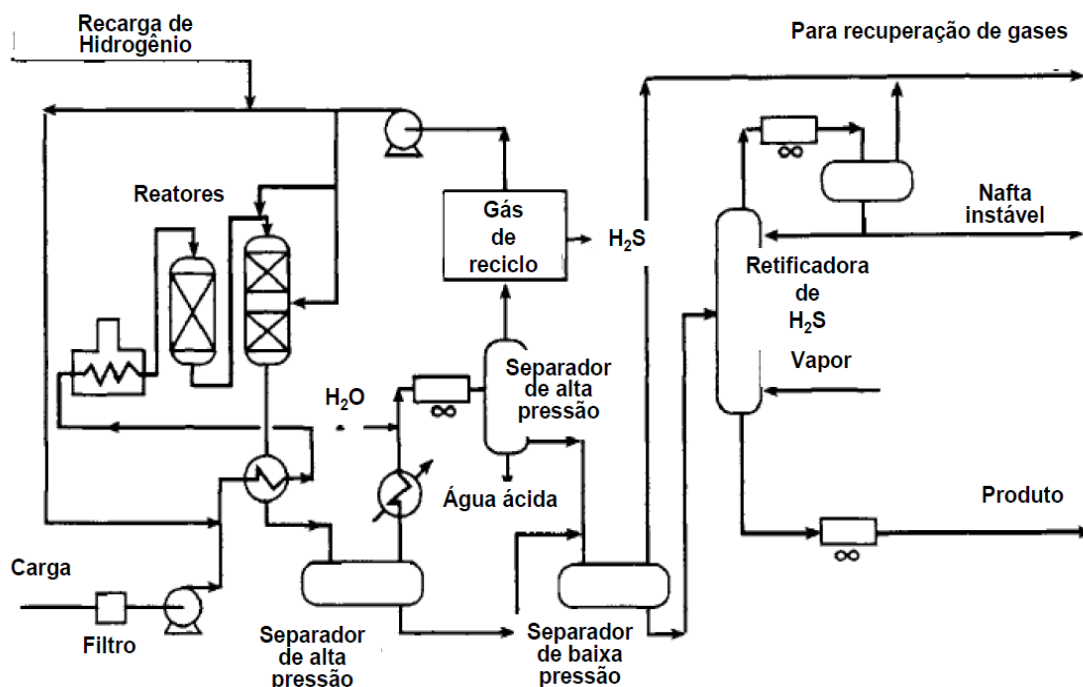 Recarga de
Hidrogênio
Para recuperação de gases
Reatores
Gás
de
reciclo
H₂S
Nafta
instável
Retificadora
de
H₂S
Vapor
H₂O
Separador
de alta
pressão
Água ácida
Produto
Carga
Filtro
Separador
de alta
pressão
Separador
de baixa
pressão